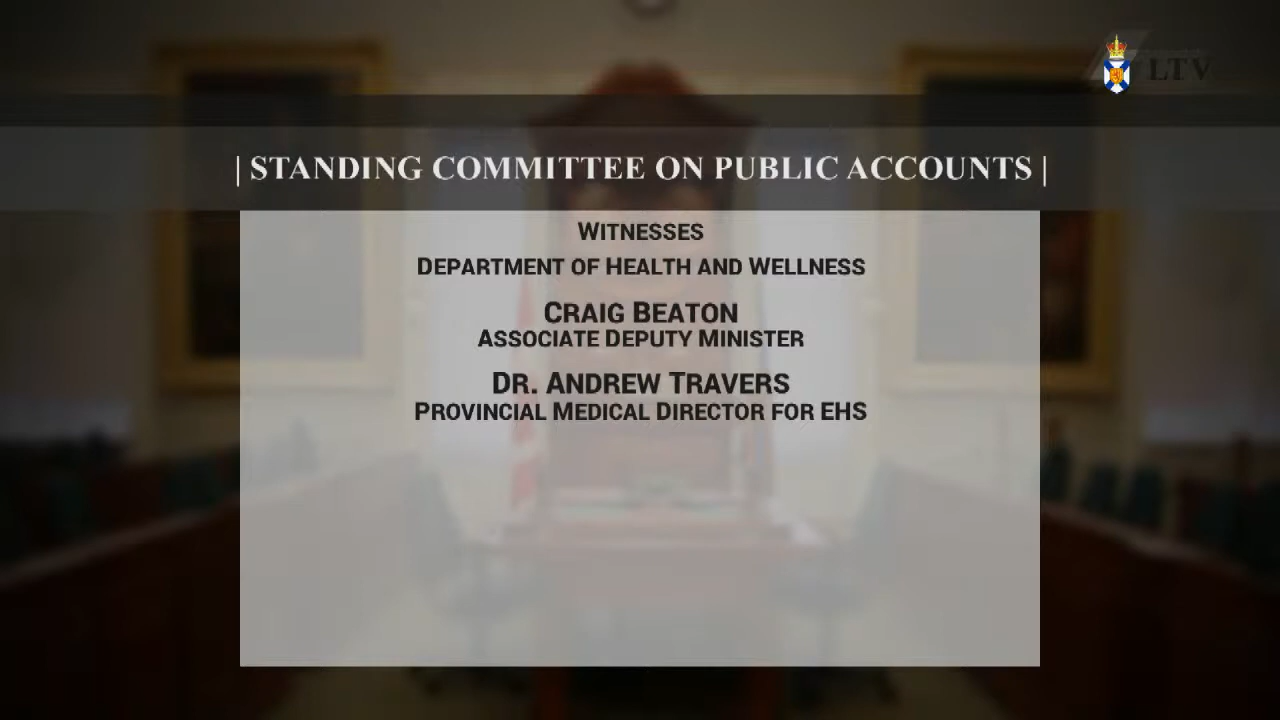 LTV
| STANDING COMMITTEE ON PUBLIC ACCOUNTS |
WITNESSES
DEPARTMENT OF HEALTH AND WELLNESS
CRAIG BEATON
ASSOCIATE DEPUTY MINISTER
DR. ANDREW TRAVERS
PROVINCIAL MEDICAL DIRECTOR FOR EHS